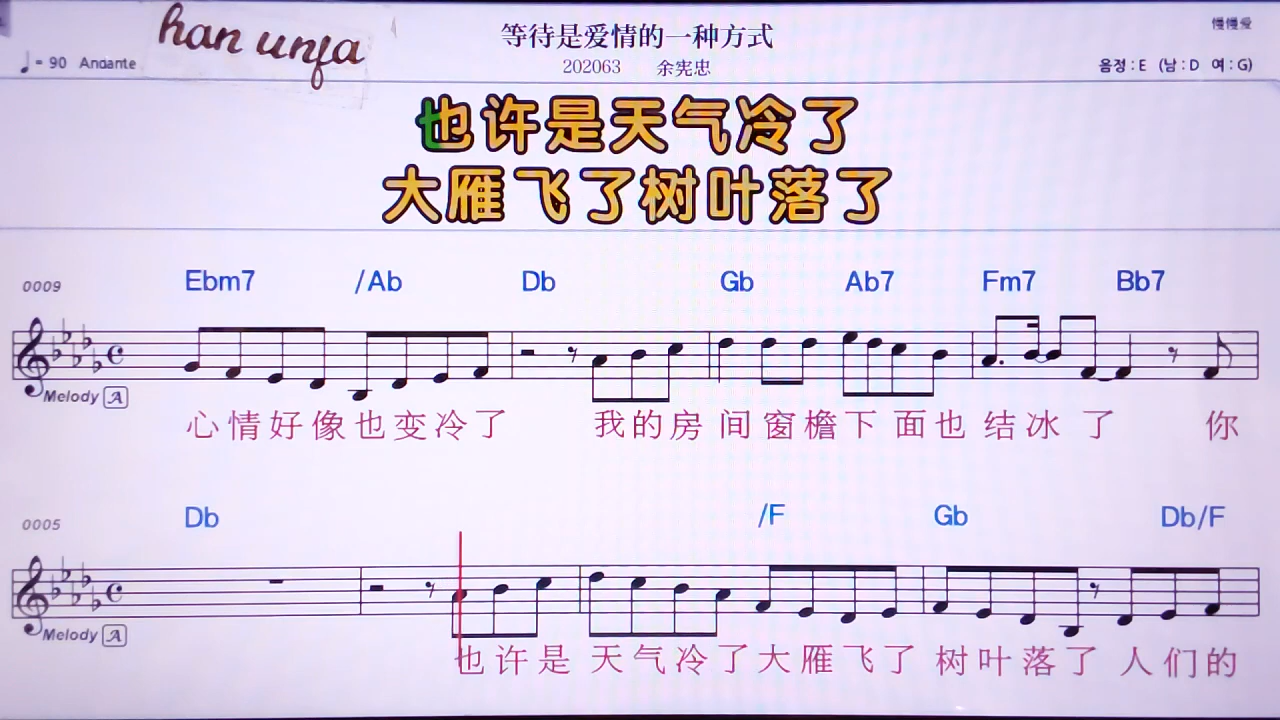 han unfa
等待是爱情的一种方式
慢慢爱
♩= 90 Andante
202063 余宪忠
음정 : E (남 : D 여 : G)
也许是天气冷了
大雁飞了树叶落了
0009 Ebm7 /Ab Db Gb Ab7 Fm7 Bb7
Melody A
心情好像也变冷了 我的房间窗檐下面也结冰了 你
0005 Db /F Gb Db/F
Melody A
也许是天气冷了大雁飞了树叶落了人们的